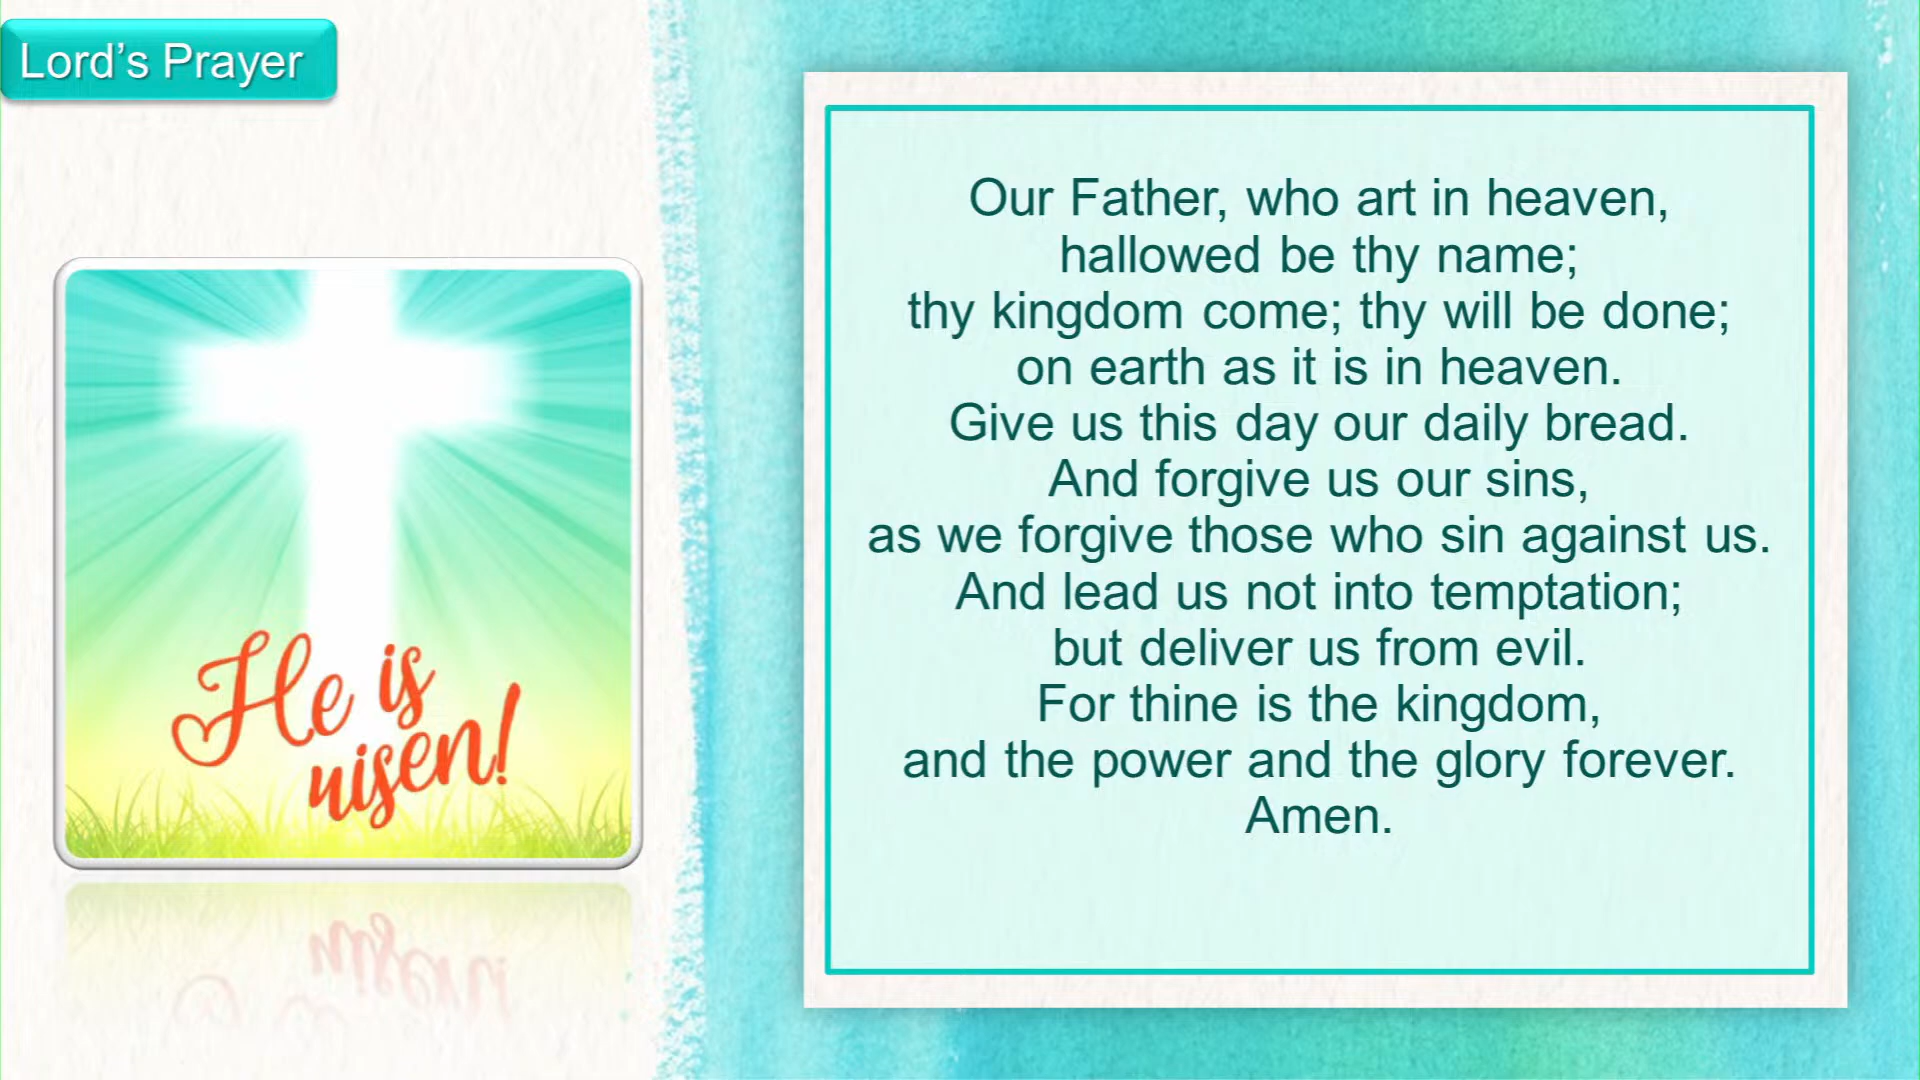 Lord’s Prayer
He is
risen!
Our Father, who art in heaven,
hallowed be thy name;
thy kingdom come; thy will be done;
on earth as it is in heaven.
Give us this day our daily bread.
And forgive us our sins,
as we forgive those who sin against us.
And lead us not into temptation;
but deliver us from evil.
For thine is the kingdom,
and the power and the glory forever.
Amen.